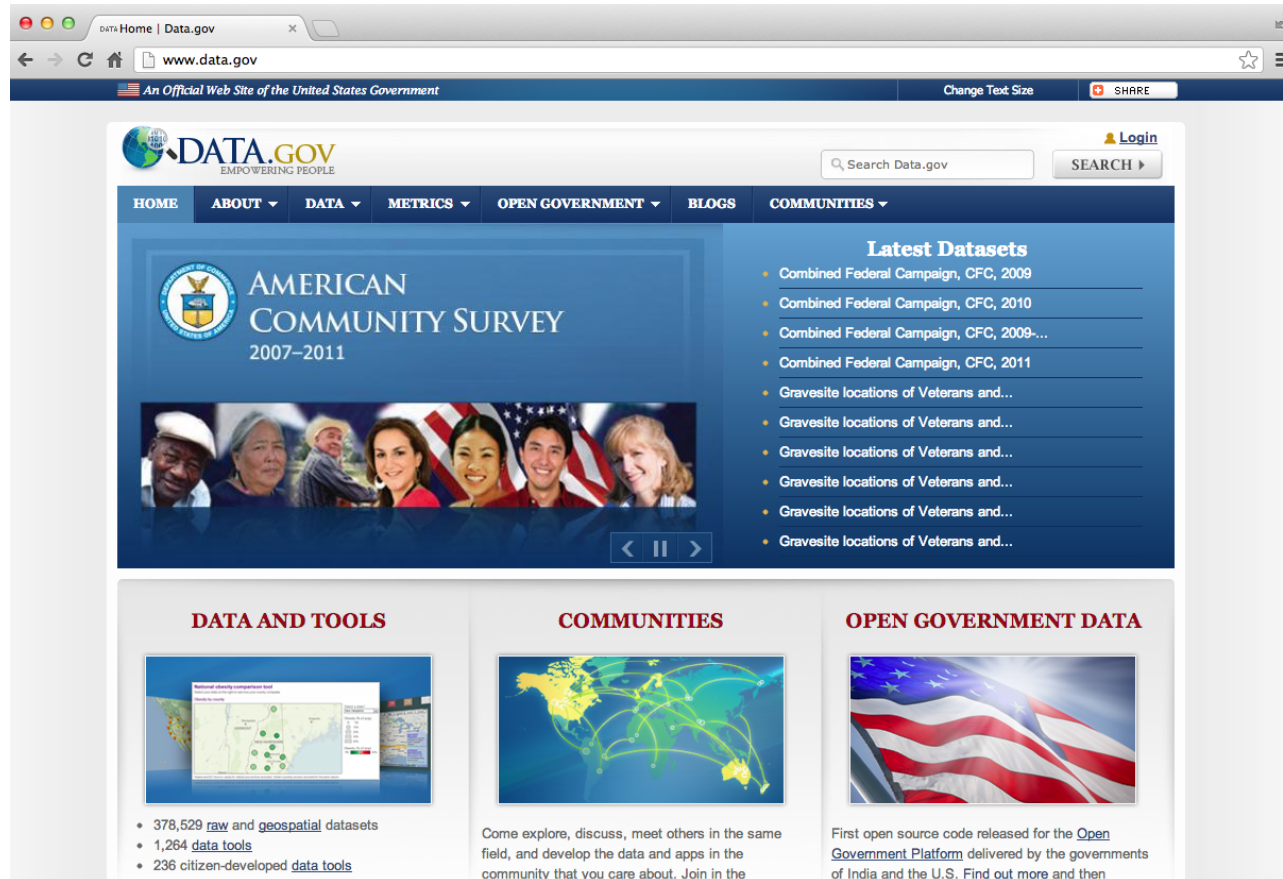 DATA Home | Data.gov
www.data.gov
An Official Web Site of the United States Government
Change Text Size
SHARE
DATA.GOV
EMPOWERING PEOPLE
Login
Search Data.gov
SEARCH
HOME ABOUT DATA METRICS OPEN GOVERNMENT BLOGS COMMUNITIES
AMERICAN
COMMUNITY SURVEY
2007–2011
Latest Datasets
Combined Federal Campaign, CFC, 2009
Combined Federal Campaign, CFC, 2010
Combined Federal Campaign, CFC, 2009-...
Combined Federal Campaign, CFC, 2011
Gravesite locations of Veterans and...
Gravesite locations of Veterans and...
Gravesite locations of Veterans and...
Gravesite locations of Veterans and...
Gravesite locations of Veterans and...
Gravesite locations of Veterans and...
DATA AND TOOLS
National obesity comparison tool
378,529 raw and geospatial datasets
1,264 data tools
236 citizen-developed data tools
COMMUNITIES
Come explore, discuss, meet others in the same
field, and develop the data and apps in the
community that you care about. Join in the
OPEN GOVERNMENT DATA
First open source code released for the Open
Government Platform delivered by the governments
of India and the U.S. Find out more and then